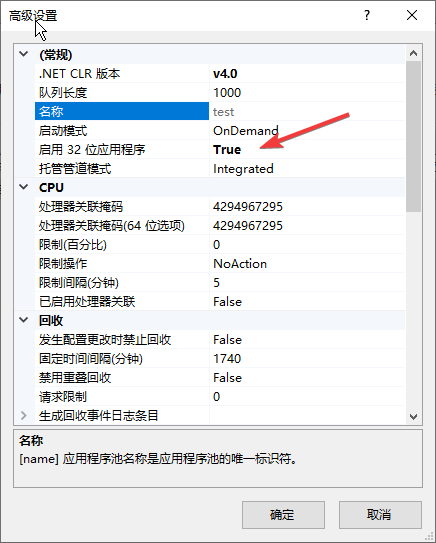 高级设置
(常规)
.NET CLR 版本 v4.0
队列长度 1000
名称 test
启动模式 OnDemand
启用 32 位应用程序 True
托管管道模式 Integrated
CPU
处理器关联掩码 4294967295
处理器关联掩码(64 位选项) 4294967295
限制(百分比) 0
限制操作 NoAction
限制间隔(分钟) 5
已启用处理器关联 False
回收
发生配置更改时禁止回收 False
固定时间间隔(分钟) 1740
禁用重叠回收 False
请求限制 0
生成回收事件日志条目
名称
[name] 应用程序池名称是应用程序池的唯一标识符。
确定 取消